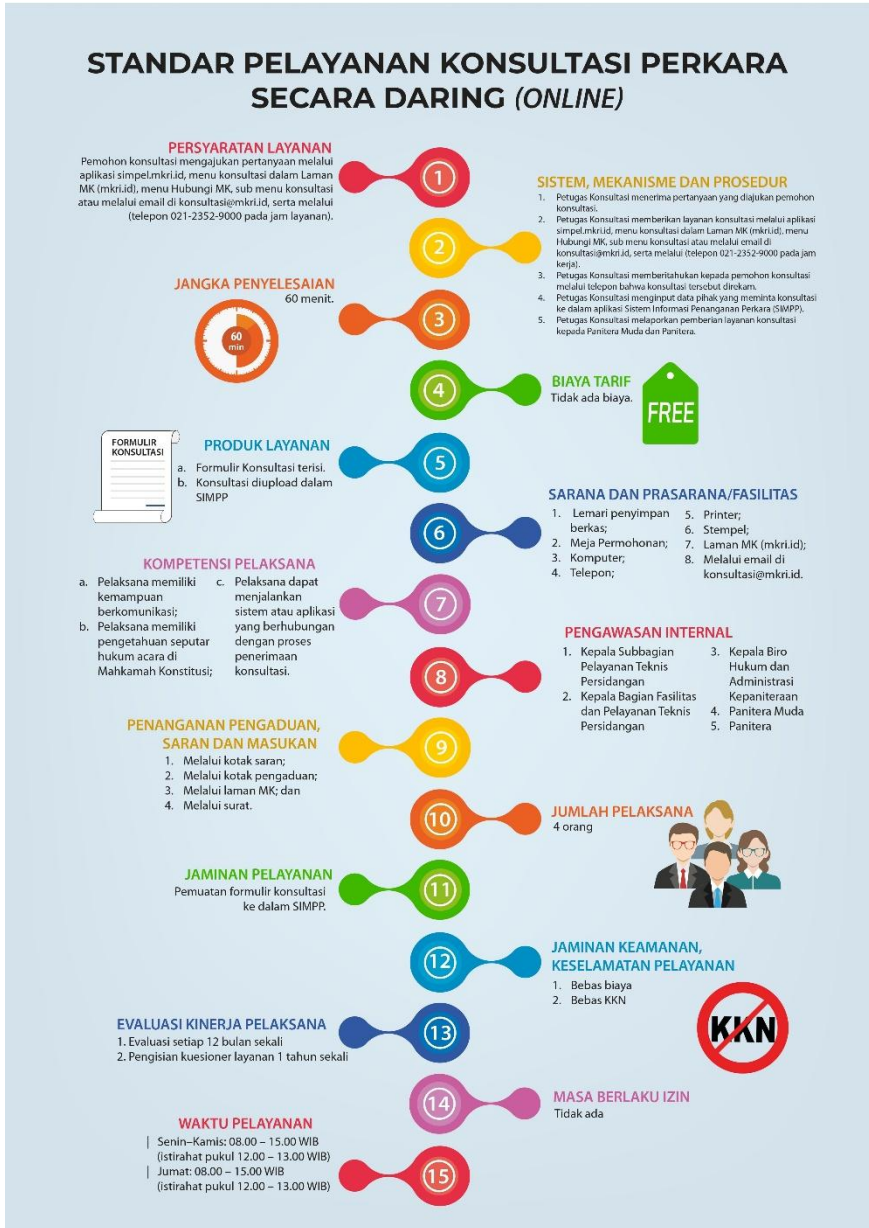 STANDAR PELAYANAN KONSULTASI PERKARA
SECARA DARING (ONLINE)
PERSYARATAN LAYANAN
Pemohon konsultasi mengajukan pertanyaan melalui
aplikasi simpel.mkri.id, menu konsultasi dalam Laman
MK (mkri.id), menu Hubungi MK, sub menu konsultasi
atau melalui email di konsultasi@mkri.id, serta melalui
(telepon 021-2352-9000 pada jam layanan).
1
SISTEM, MEKANISME DAN PROSEDUR
1. Petugas Konsultasi menerima pertanyaan yang diajukan pemohon
konsultasi.
2. Petugas Konsultasi memberikan layanan konsultasi melalui aplikasi
simpel.mkri.id, menu konsultasi dalam Laman MK (mkri.id), menu
Hubungi MK, sub menu konsultasi atau melalui email di
konsultasi@mkri.id, serta melalui (telepon 021-2352-9000 pada jam
kerja).
3. Petugas Konsultasi memberitahukan kepada pemohon konsultasi
melalui telepon bahwa konsultasi tersebut direkam.
4. Petugas Konsultasi menginput data pihak yang meminta konsultasi
ke dalam aplikasi Sistem Informasi Penanganan Perkara (SIMPP).
5. Petugas Konsultasi melaporkan pemberian layanan konsultasi
kepada Panitera Muda dan Panitera.
2
JANGKA PENYELESAIAN
60 menit.
60
min
3
4
BIAYA TARIF
Tidak ada biaya.
FREE
FORMULIR
KONSULTASI
PRODUK LAYANAN
a. Formulir Konsultasi terisi.
b. Konsultasi diupload dalam
SIMPP
5
SARANA DAN PRASARANA/FASILITAS
1. Lemari penyimpan
berkas;
2. Meja Permohonan;
3. Komputer;
4. Telepon;
5. Printer;
6. Stempel;
7. Laman MK (mkri.id);
8. Melalui email di
konsultasi@mkri.id.
6
KOMPETENSI PELAKSANA
a. Pelaksana memiliki
kemampuan
berkomunikasi;
b. Pelaksana memiliki
pengetahuan seputar
hukum acara di
Mahkamah Konstitusi;
c. Pelaksana dapat
menjalankan
sistem atau aplikasi
yang berhubungan
dengan proses
penerimaan
konsultasi.
7
PENGAWASAN INTERNAL
1. Kepala Subbagian
Pelayanan Teknis
Persidangan
2. Kepala Bagian Fasilitas
dan Pelayanan Teknis
Persidangan
3. Kepala Biro
Hukum dan
Administrasi
Kepaniteraan
4. Panitera Muda
5. Panitera
8
PENANGANAN PENGADUAN,
SARAN DAN MASUKAN
1. Melalui kotak saran;
2. Melalui kotak pengaduan;
3. Melalui laman MK; dan
4. Melalui surat.
9
10
JUMLAH PELAKSANA
4 orang
JAMINAN PELAYANAN
Pemuatan formulir konsultasi
ke dalam SIMPP.
11
12
JAMINAN KEAMANAN,
KESELAMATAN PELAYANAN
1. Bebas biaya
2. Bebas KKN
KKN
EVALUASI KINERJA PELAKSANA
1. Evaluasi setiap 12 bulan sekali
2. Pengisian kuesioner layanan 1 tahun sekali
13
14
MASA BERLAKU IZIN
Tidak ada
WAKTU PELAYANAN
| Senin–Kamis: 08.00 – 15.00 WIB
(istirahat pukul 12.00 – 13.00 WIB)
| Jumat: 08.00 – 15.00 WIB
(istirahat pukul 12.00 – 13.00 WIB)
15